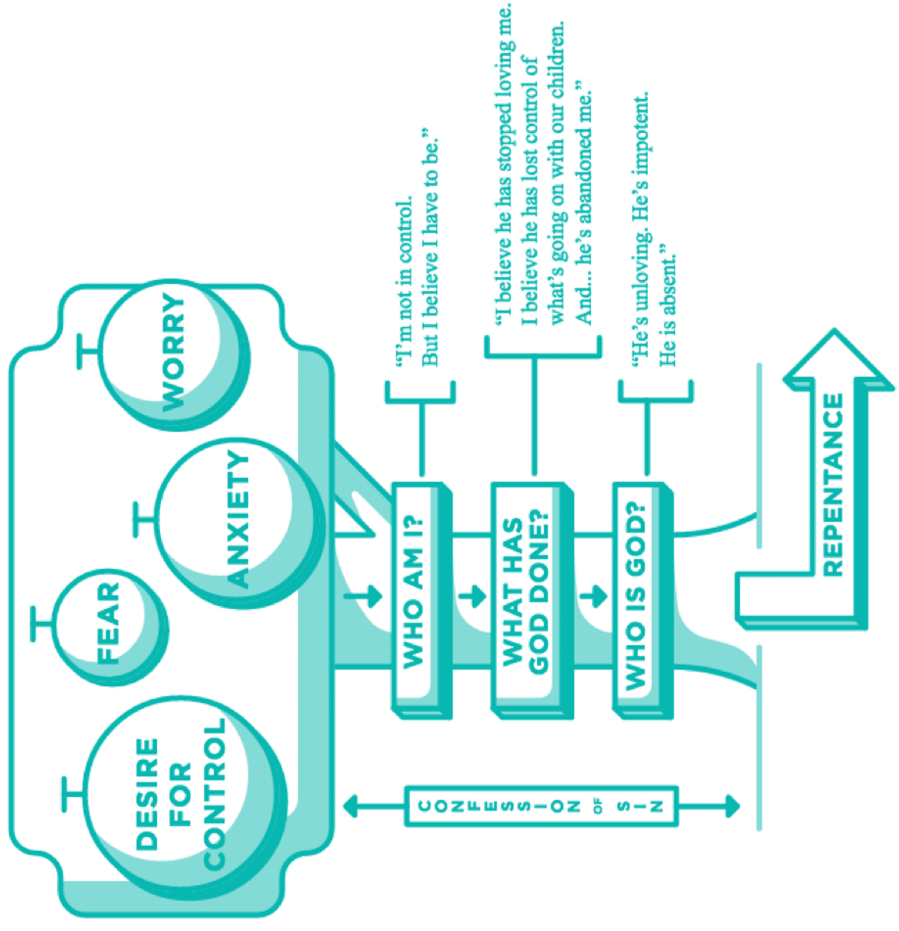 DESIRE
FOR
CONTROL
FEAR
ANXIETY
WORRY
WHO AM I?
“I’m not in control.
But I believe I have to be.”
WHAT HAS
GOD DONE?
“I believe he has stopped loving me.
I believe he has lost control of
what’s going on with our children.
And... he’s abandoned me.”
WHO IS GOD?
“He’s unloving. He’s impotent.
He is absent.”
CONFESSION OF SIN
REPENTANCE